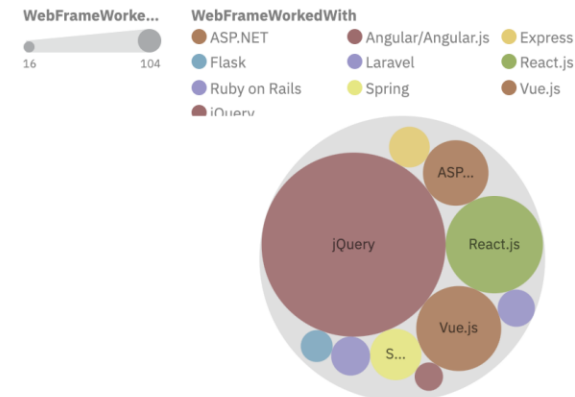 WebFrameWorke... WebFrameWorkedWith
ASP.NET Angular/Angular.js Express
16 104 Flask Laravel React.js
Ruby on Rails Spring Vue.js
jQuery
ASP...
jQuery React.js
Vue.js
S...